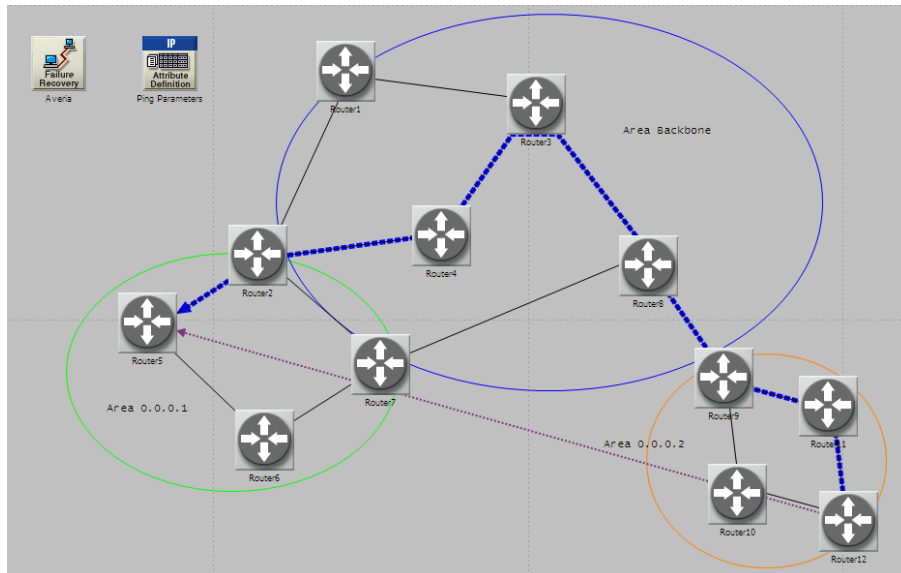 IP
Failure
Recovery
Attribute
Definition
Averia
Ping Parameters
Router1
Router3
Area Backbone
Router4
Router2
Router8
Router5
Router7
Area 0.0.0.1
Router9
Area 0.0.0.2
Router6
Router10
Router12